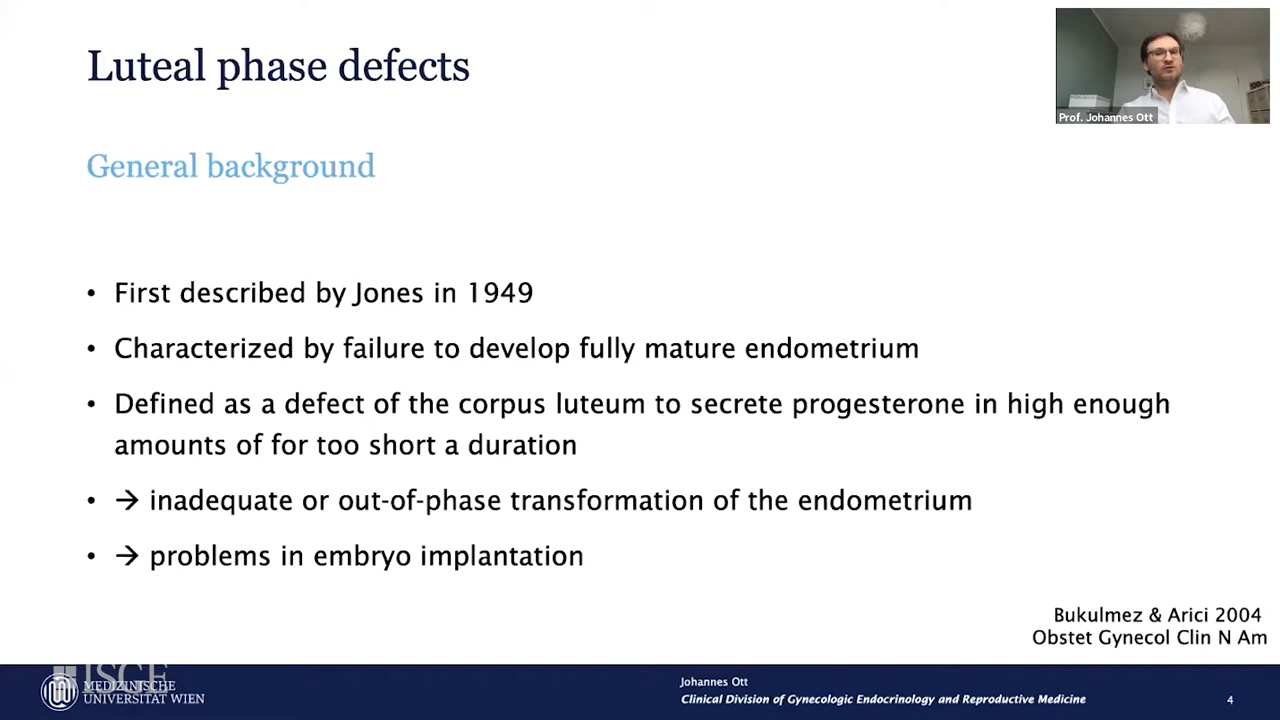 Luteal phase defects
Prof. Johannes Ott
General background
• First described by Jones in 1949
• Characterized by failure to develop fully mature endometrium
• Defined as a defect of the corpus luteum to secrete progesterone in high enough
amounts of for too short a duration
• → inadequate or out-of-phase transformation of the endometrium
• → problems in embryo implantation
Bukulmez & Arici 2004
Obstet Gynecol Clin N Am
ISGE
MEDIZINISCHE
UNIVERSITÄT WIEN
Johannes Ott
Clinical Division of Gynecologic Endocrinology and Reproductive Medicine
4